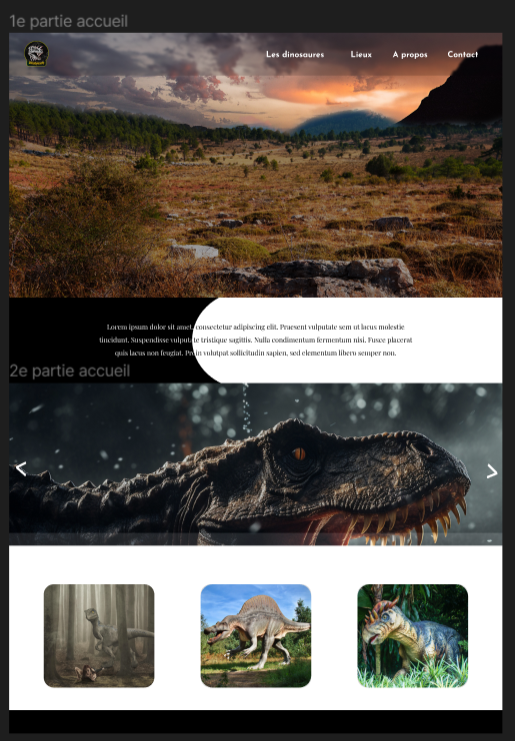 1e partie accueil
Les dinosaures Lieux A propos Contact
Lorem ipsum dolor sit amet, consectetur adipiscing elit. Praesent vulputate sem ut lacus molestie
tincidunt. Suspendisse vulputate tristique sagittis. Nulla condimentum fermentum nisi. Fusce placerat
quis lacus non feugiat. Proin volutpat sollicitudin sapien, sed elementum libero semper non.
2e partie accueil
< >